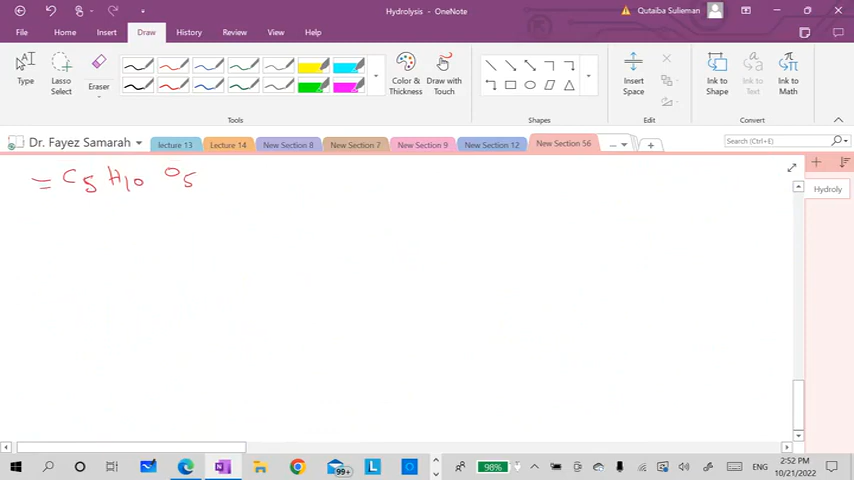 Hydrolysis - OneNote
Qutaiba Sulieman
File Home Insert Draw History Review View Help
Type
Lasso Select
Eraser
Color & Thickness
Draw with Touch
Insert Space
Ink to Shape
Ink to Text
Ink to Math
Tools Shapes Edit Convert
Dr. Fayez Samarah lecture 13 Lecture 14 New Section 8 New Section 7 New Section 9 New Section 12 New Section 56 Search (Ctrl+E)
= C5 H10 O5
Hydroly
99+ L 98% ENG 2:52 PM
10/21/2022